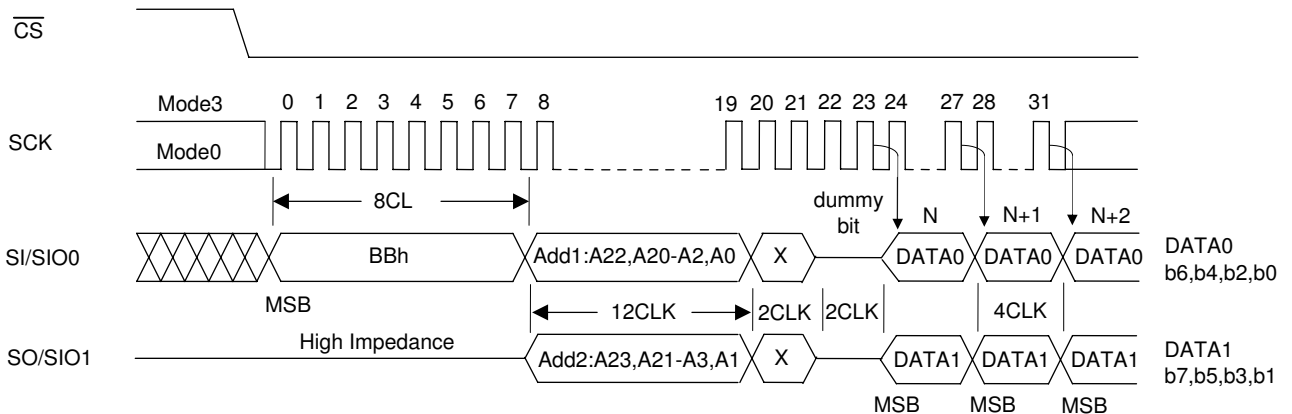 CS
Mode3 0 1 2 3 4 5 6 7 8 19 20 21 22 23 24 27 28 31
SCK
Mode0
8CL
dummy bit
N N+1 N+2
SI/SIO0 BBh Add1:A22,A20-A2,A0 X DATA0 DATA0 DATA0
DATA0
b6,b4,b2,b0
MSB
12CLK 2CLK 2CLK 4CLK
High Impedance
SO/SIO1 Add2:A23,A21-A3,A1 X DATA1 DATA1 DATA1
DATA1
b7,b5,b3,b1
MSB MSB MSB